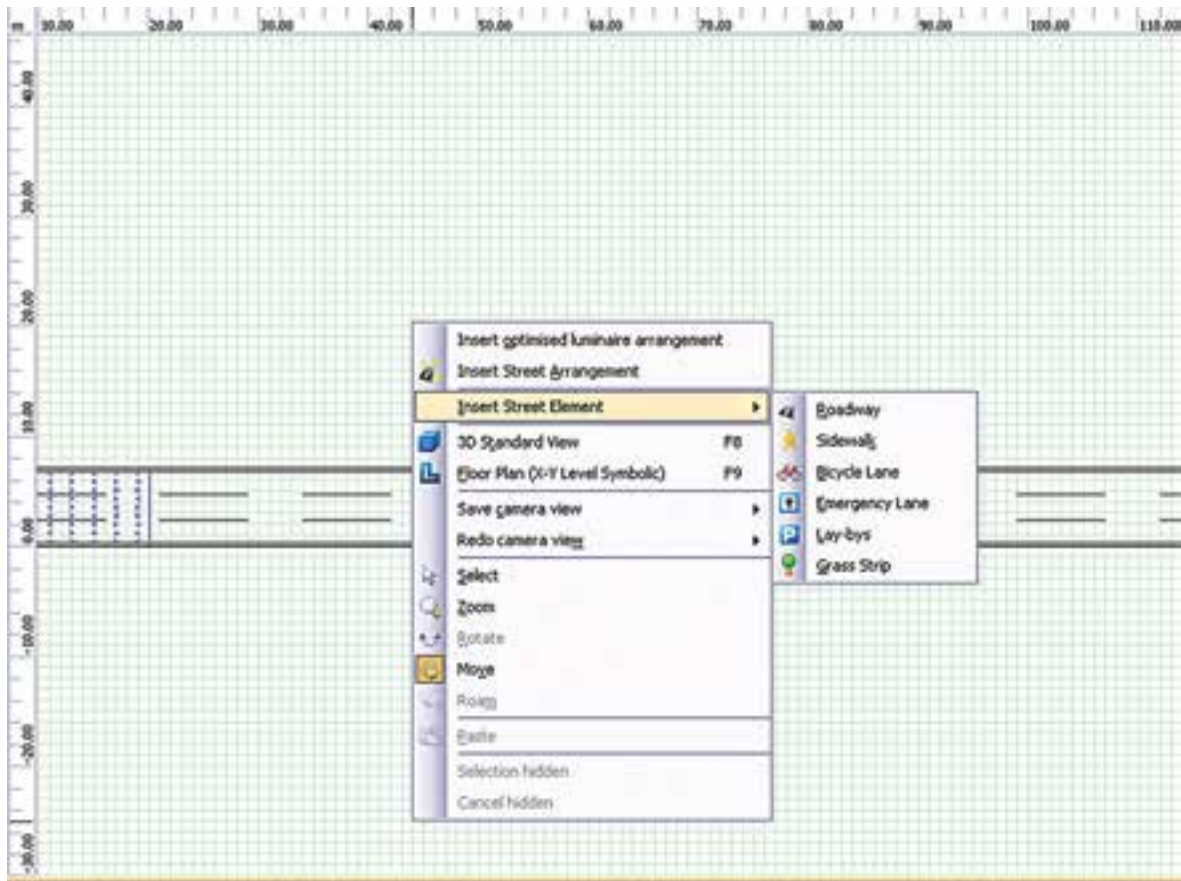 m 10.00 20.00 30.00 40.00 50.00 60.00 70.00 80.00 90.00 100.00 110.00
40.00
30.00
20.00
10.00
0.00
-10.00
-20.00
-30.00
Insert optimised luminaire arrangement
Insert Street Arrangement
Insert Street Element
3D Standard View F8
Floor Plan (X-Y Level Symbolic) F9
Save camera view
Redo camera view
Select
Zoom
Rotate
Move
Roam
Paste
Selection hidden
Cancel hidden
Roadway
Sidewalk
Bicycle Lane
Emergency Lane
Lay-bys
Grass Strip